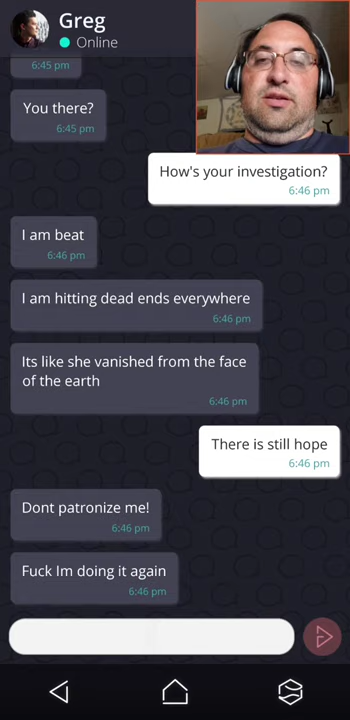 Greg
Online
6:45 pm
You there?
6:45 pm
How's your investigation?
6:46 pm
I am beat
6:46 pm
I am hitting dead ends everywhere
6:46 pm
Its like she vanished from the face
of the earth
6:46 pm
There is still hope
6:46 pm
Dont patronize me!
6:46 pm
Fuck Im doing it again
6:46 pm